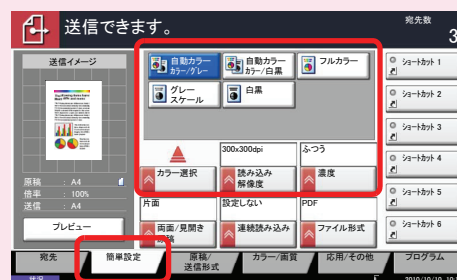 送信できます。
宛先数
3
送信イメージ
原稿 : A4
倍率 : 100%
送信 : A4
プレビュー
自動カラー
カラー/グレー
自動カラー
カラー/白黒
フルカラー
グレー
スケール
白黒
カラー選択
300x300dpi
読み込み
解像度
ふつう
濃度
片面
両面/見開き
原稿
設定しない
連続読み込み
PDF
ファイル形式
ショートカット 1
ショートカット 2
ショートカット 3
ショートカット 4
ショートカット 5
ショートカット 6
宛先
簡単設定
原稿/
送信形式
カラー/画質
応用/その他
プログラム
状況
2010/10/10 10